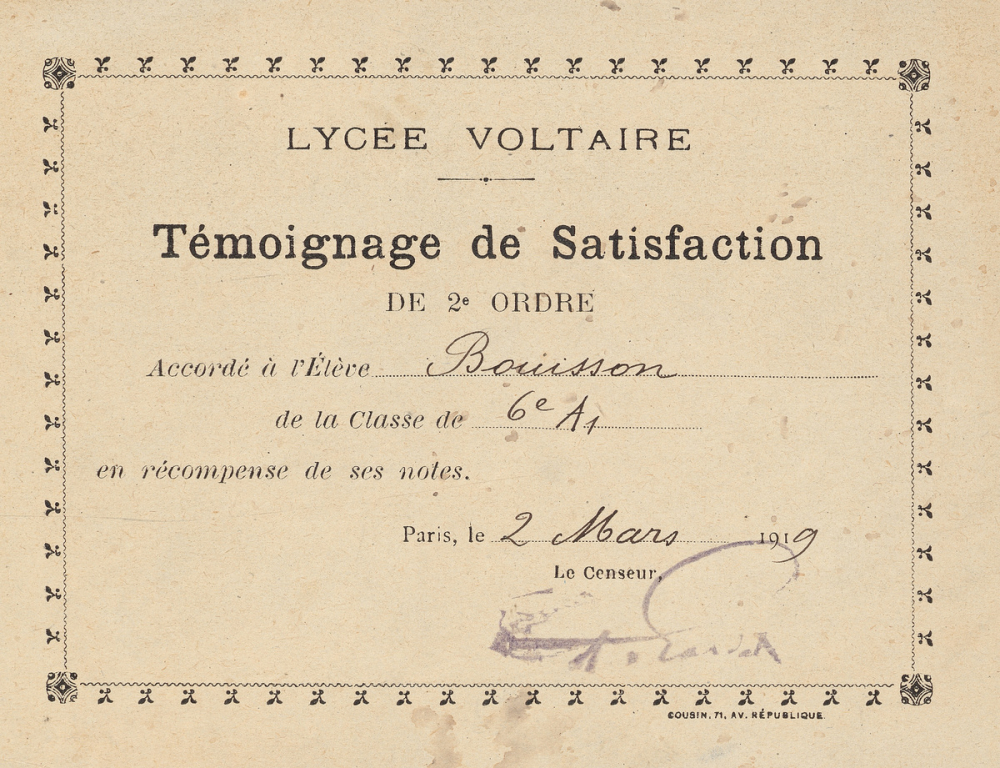 LYCÉE VOLTAIRE
Témoignage de Satisfaction
DE 2e ORDRE
Accordé à l'Élève Bouisson
de la Classe de 6e A1
en récompense de ses notes.
Paris, le 2 Mars 1919
Le Censeur,
COUSIN, 71, AV. RÉPUBLIQUE.